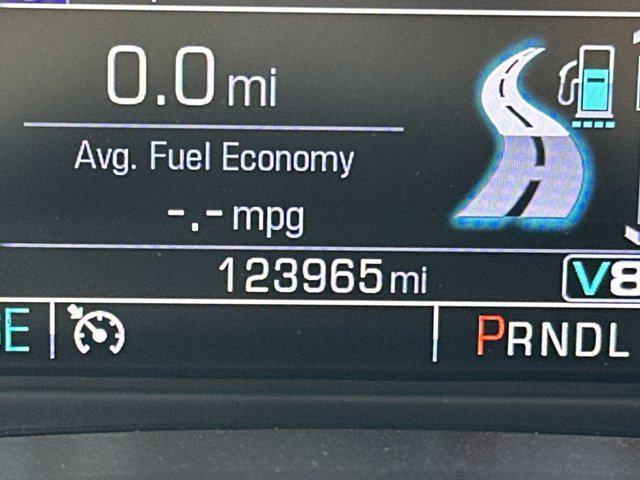 0.0 mi
Avg. Fuel Economy
-.- mpg
123965 mi
V8
E
PRNDL